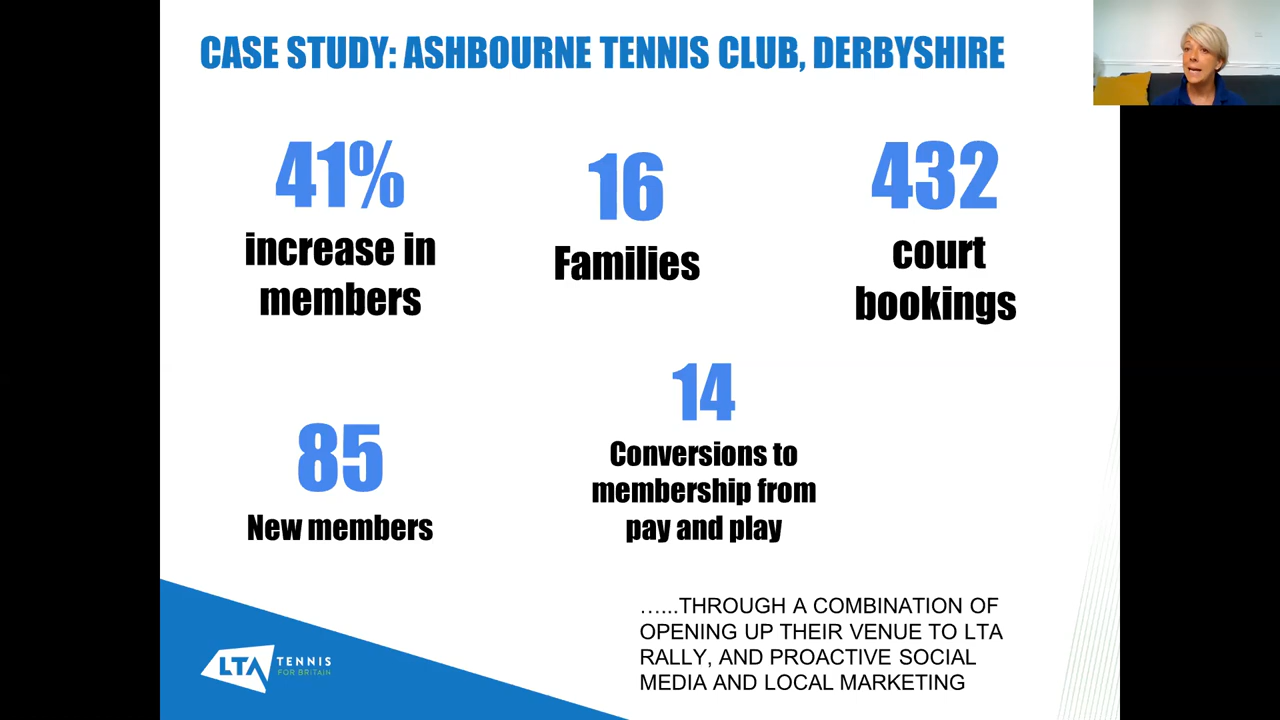 CASE STUDY: ASHBOURNE TENNIS CLUB, DERBYSHIRE
41%
increase in
members
16
Families
432
court
bookings
85
New members
14
Conversions to
membership from
pay and play
…...THROUGH A COMBINATION OF
OPENING UP THEIR VENUE TO LTA
RALLY, AND PROACTIVE SOCIAL
MEDIA AND LOCAL MARKETING
LTA
TENNIS
FOR BRITAIN